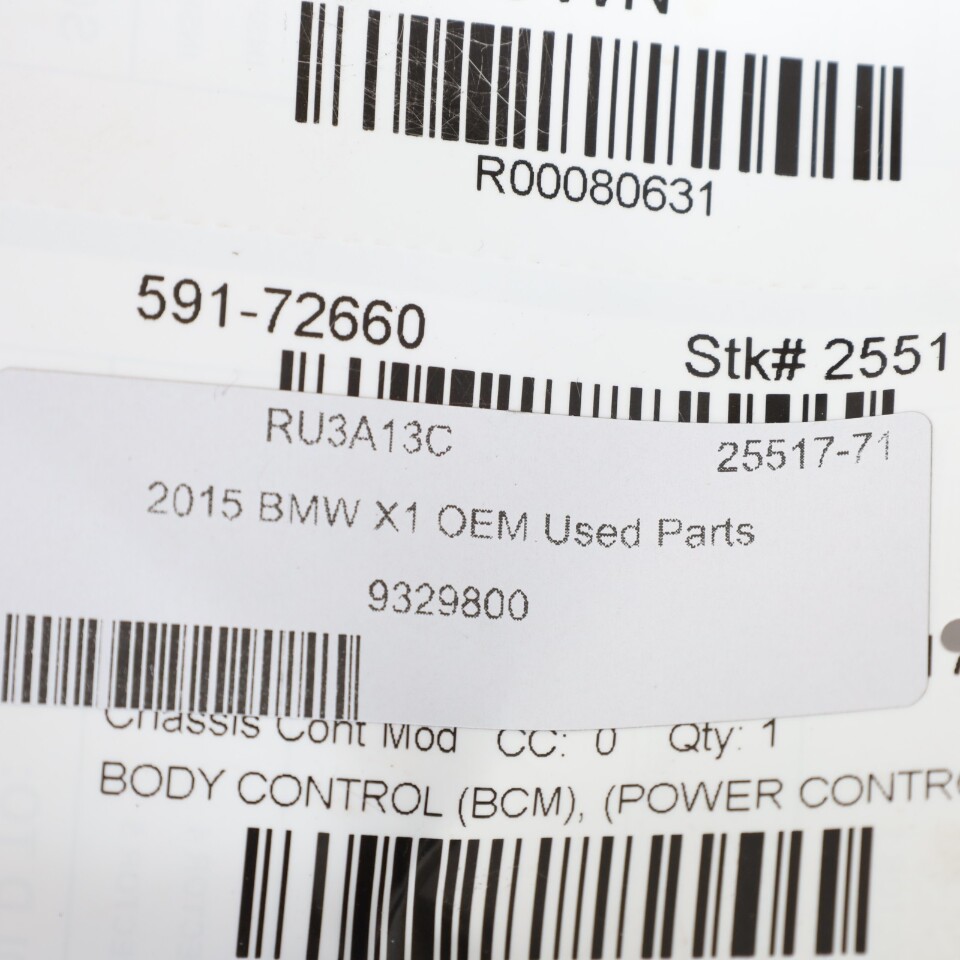 R00080631
591-72660
Stk# 2551
RU3A13C
25517-71
2015 BMW X1 OEM Used Parts
9329800
Chassis Cont Mod CC: 0 Qty: 1
BODY CONTROL (BCM), (POWER CONTRO